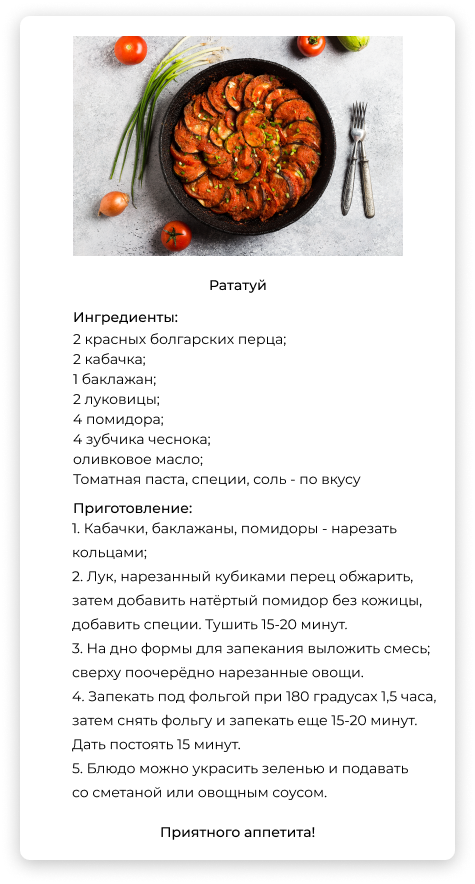 Рататуй
Ингредиенты:
2 красных болгарских перца;
2 кабачка;
1 баклажан;
2 луковицы;
4 помидора;
4 зубчика чеснока;
оливковое масло;
Томатная паста, специи, соль - по вкусу
Приготовление:
1. Кабачки, баклажаны, помидоры - нарезать
кольцами;
2. Лук, нарезанный кубиками перец обжарить,
затем добавить натёртый помидор без кожицы,
добавить специи. Тушить 15-20 минут.
3. На дно формы для запекания выложить смесь;
сверху поочерёдно нарезанные овощи.
4. Запекать под фольгой при 180 градусах 1,5 часа,
затем снять фольгу и запекать еще 15-20 минут.
Дать постоять 15 минут.
5. Блюдо можно украсить зеленью и подавать
со сметаной или овощным соусом.
Приятного аппетита!